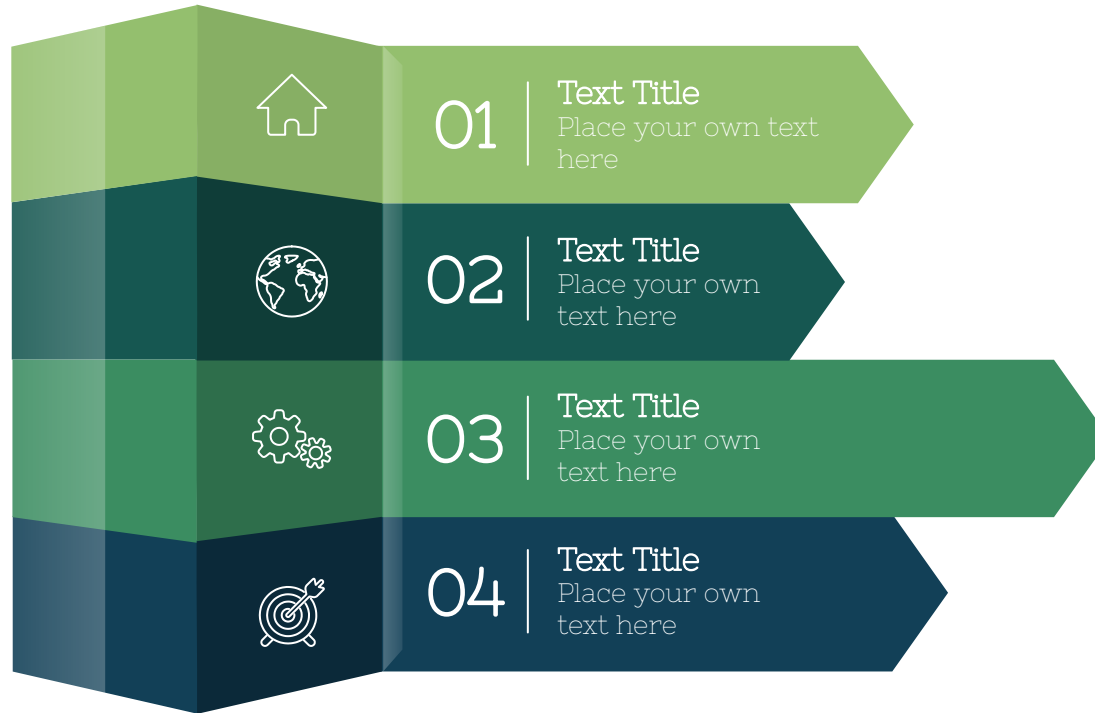 01
Text Title
Place your own text
here
02
Text Title
Place your own
text here
03
Text Title
Place your own
text here
04
Text Title
Place your own
text here